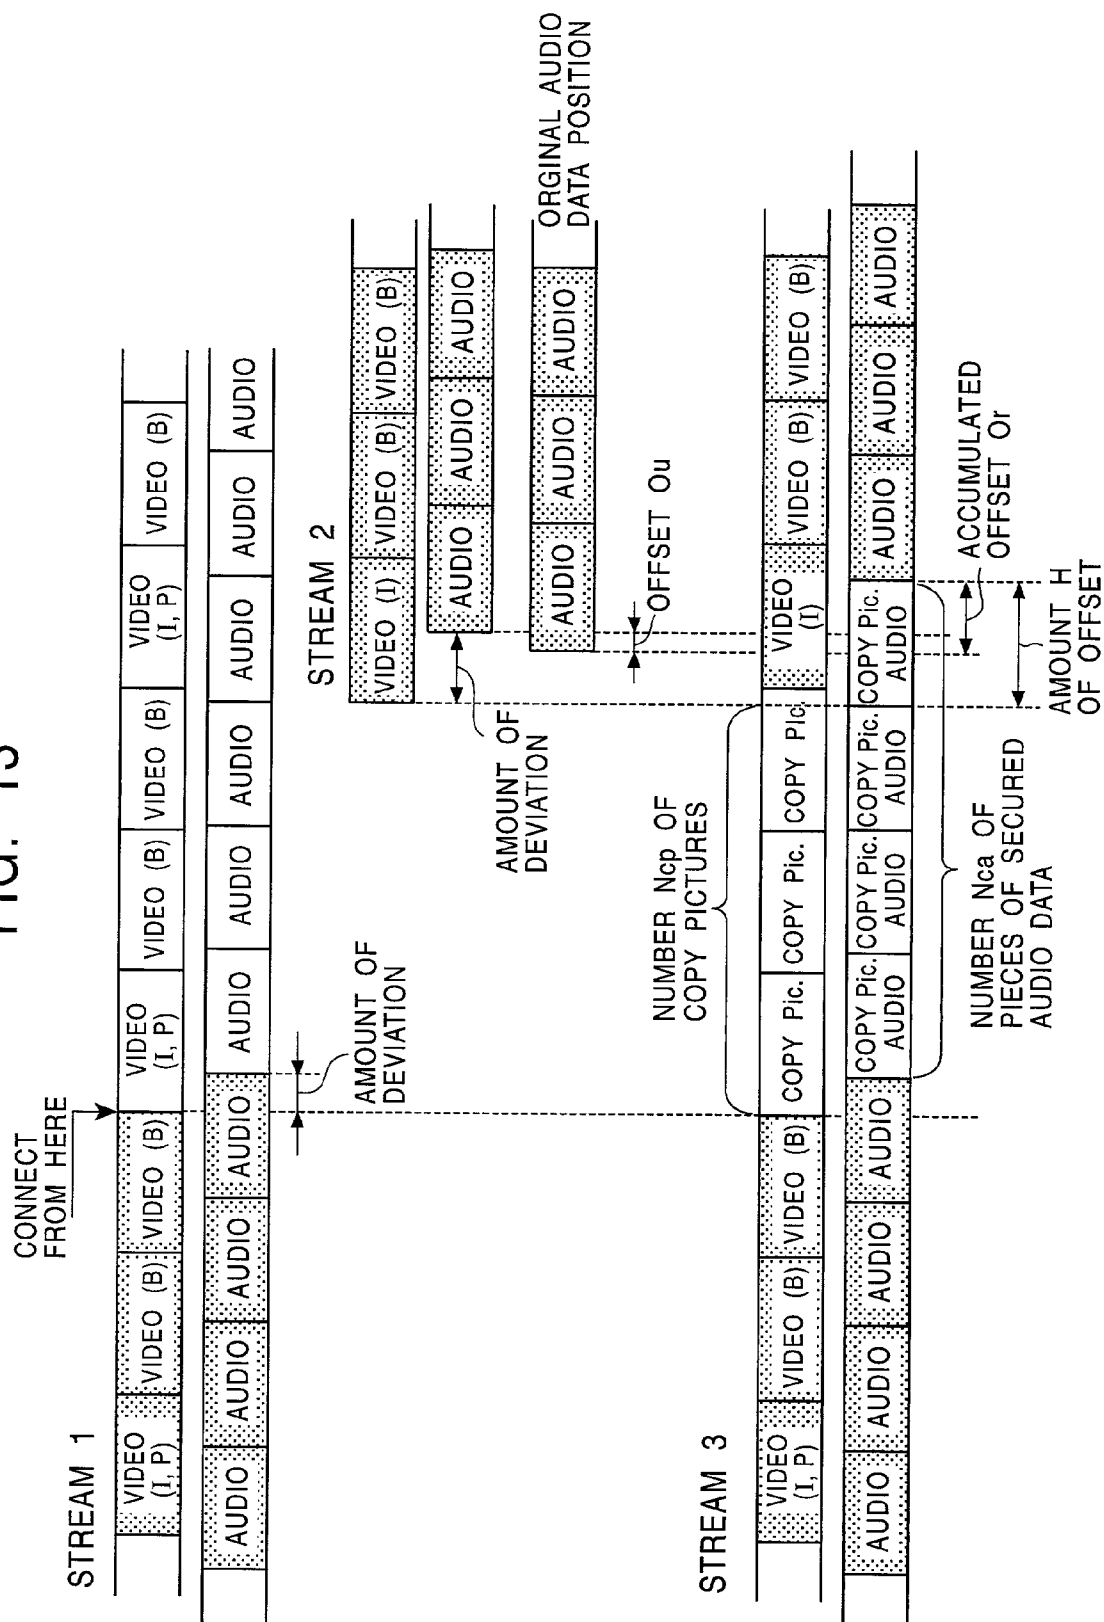 FIG.
CONNECT
FROM HERE
STREAM 1
VIDEO
(I, P)
VIDEO (B)
VIDEO (B)
VIDEO
(I, P)
VIDEO (B)
VIDEO (B)
VIDEO
(I, P)
VIDEO (B)
AUDIO
AUDIO
AUDIO
AUDIO
AUDIO
AUDIO
AUDIO
AUDIO
AUDIO
AUDIO
AMOUNT OF
DEVIATION
STREAM 2
VIDEO (I)
VIDEO (B)
VIDEO (B)
AUDIO
AUDIO
AUDIO
AMOUNT OF
DEVIATION
AUDIO
AUDIO
AUDIO
ORGINAL AUDIO
DATA POSITION
OFFSET Ou
NUMBER Ncp OF
COPY PICTURES
STREAM 3
VIDEO
(I, P)
VIDEO (B)
VIDEO (B)
COPY Pic.
COPY Pic.
COPY PIc.
VIDEO
(I)
VIDEO (B)
VIDEO (B)
AUDIO
AUDIO
AUDIO
AUDIO
COPY Pic.
AUDIO
COPY Pic.
AUDIO
COPY Pic.
AUDIO
COPY Pic.
AUDIO
AUDIO
AUDIO
AUDIO
NUMBER Nca OF
PIECES OF SECURED
AUDIO DATA
ACCUMULATED
OFFSET Or
AMOUNT H
OF OFFSET